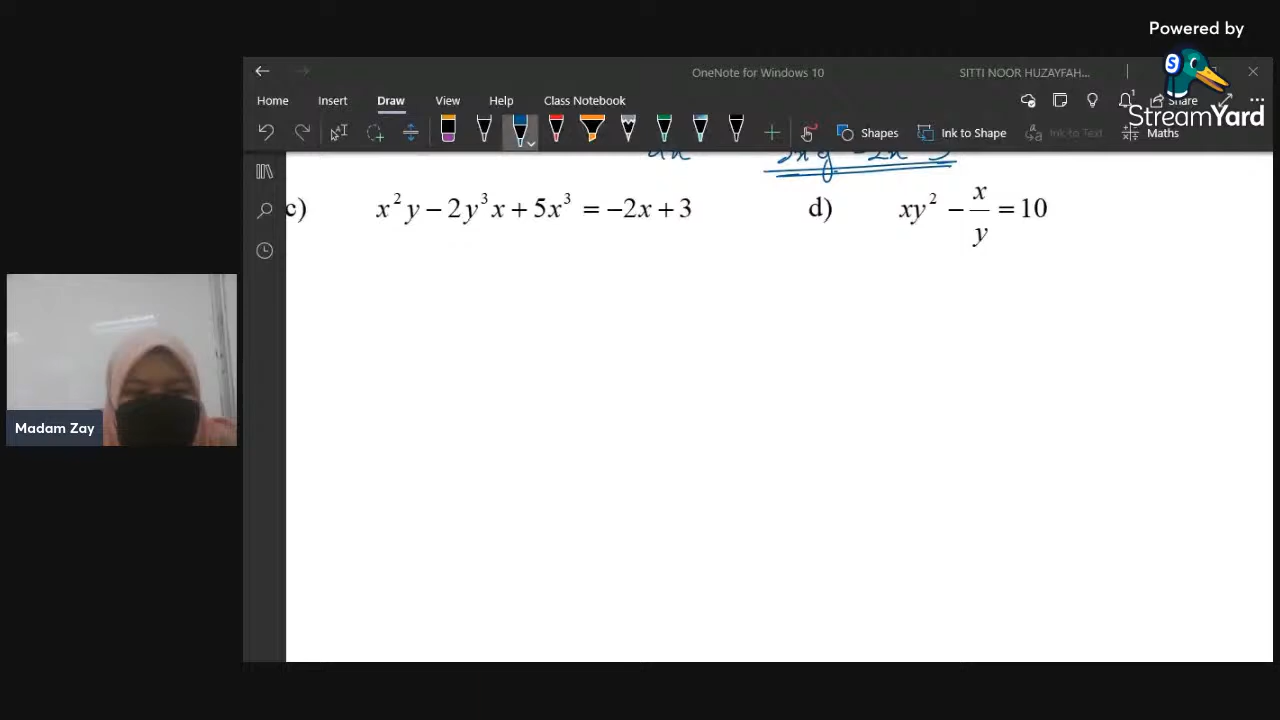 Powered by
StreamYard
OneNote for Windows 10
SITTI NOOR HUZAYFAH...
Home Insert Draw View Help Class Notebook Share
Shapes Ink to Shape Ink to Text Maths
c) x²y − 2y³x + 5x³ = −2x + 3
d) xy² − x/y = 10
Madam Zay